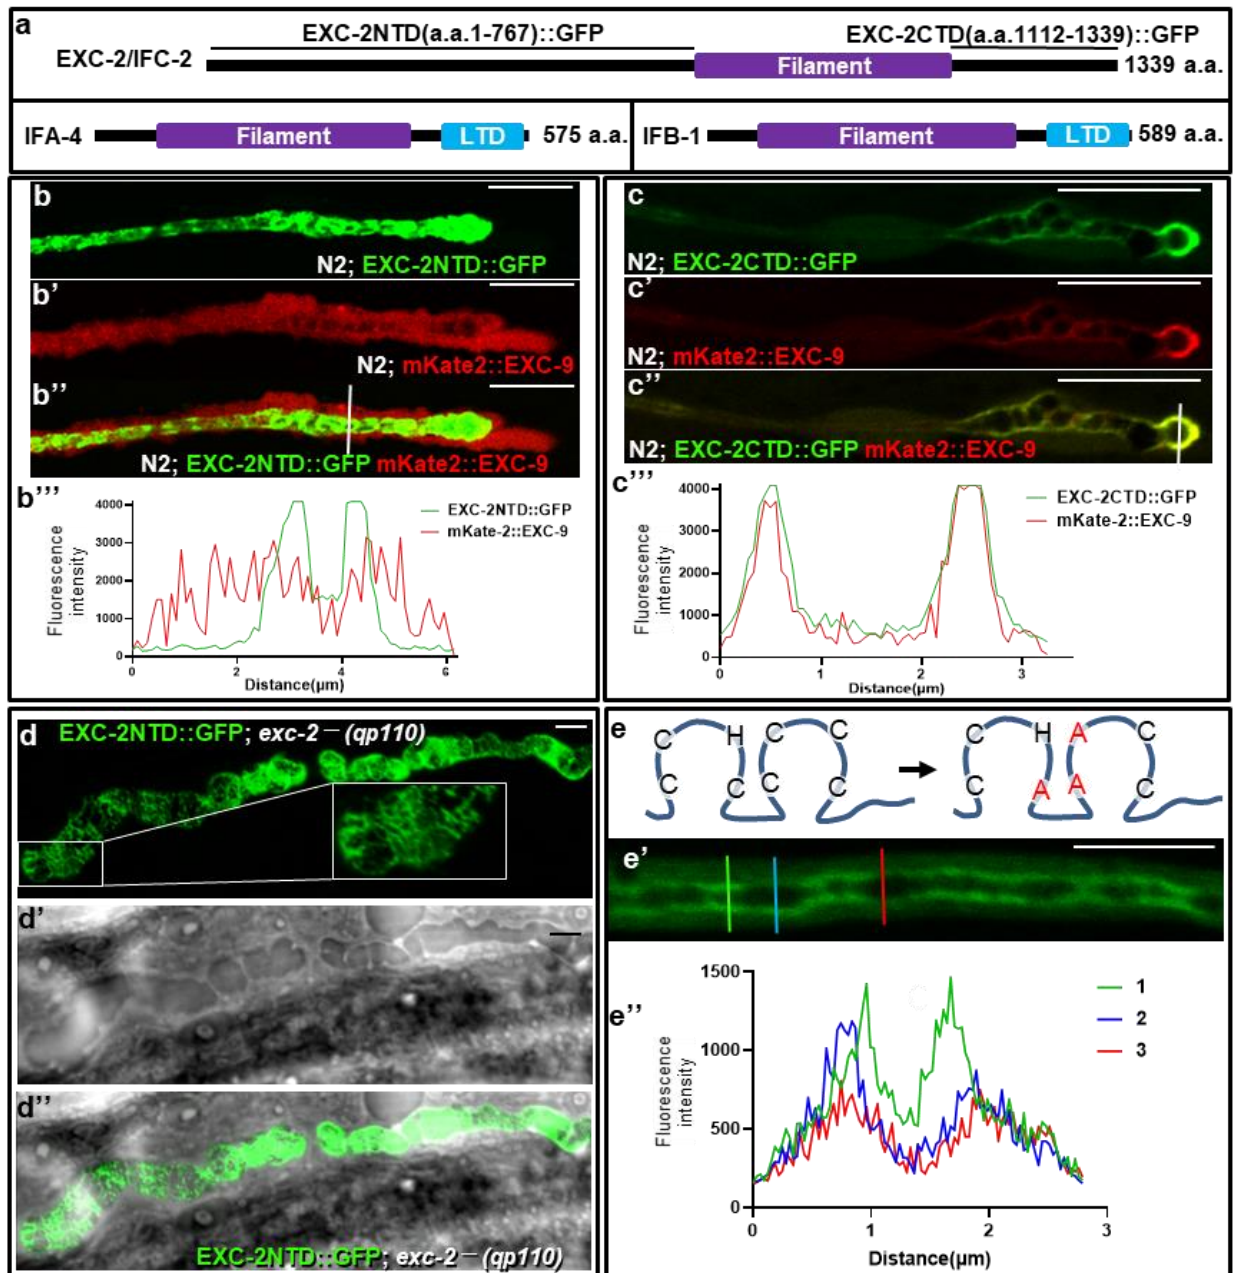 a
EXC-2NTD(a.a.1-767)::GFP
EXC-2CTD(a.a.1112-1339)::GFP
EXC-2/IFC-2
Filament
1339 a.a.
IFA-4
Filament
LTD
575 a.a.
IFB-1
Filament
LTD
589 a.a.
b
N2; EXC-2NTD::GFP
b’
N2; mKate2::EXC-9
b’’
N2; EXC-2NTD::GFP mKate2::EXC-9
b’’’
4000
3000
2000
1000
0
Fluorescence
intensity
EXC-2NTD::GFP
mKate-2::EXC-9
0 2 4 6
Distance(μm)
c
N2; EXC-2CTD::GFP
c’
N2; mKate2::EXC-9
c’’
N2; EXC-2CTD::GFP mKate2::EXC-9
c’’’
4000
3000
2000
1000
0
Fluorescence
intensity
EXC-2CTD::GFP
mKate-2::EXC-9
0 1 2 3
Distance(μm)
d
EXC-2NTD::GFP; exc-2—(qp110)
d’
d’’
EXC-2NTD::GFP; exc-2—(qp110)
e
C H C C
C C C C
C H A C
C A A C
e’
e’’
1500
1000
500
0
Fluorescence
intensity
1
2
3
0 1 2 3
Distance(μm)